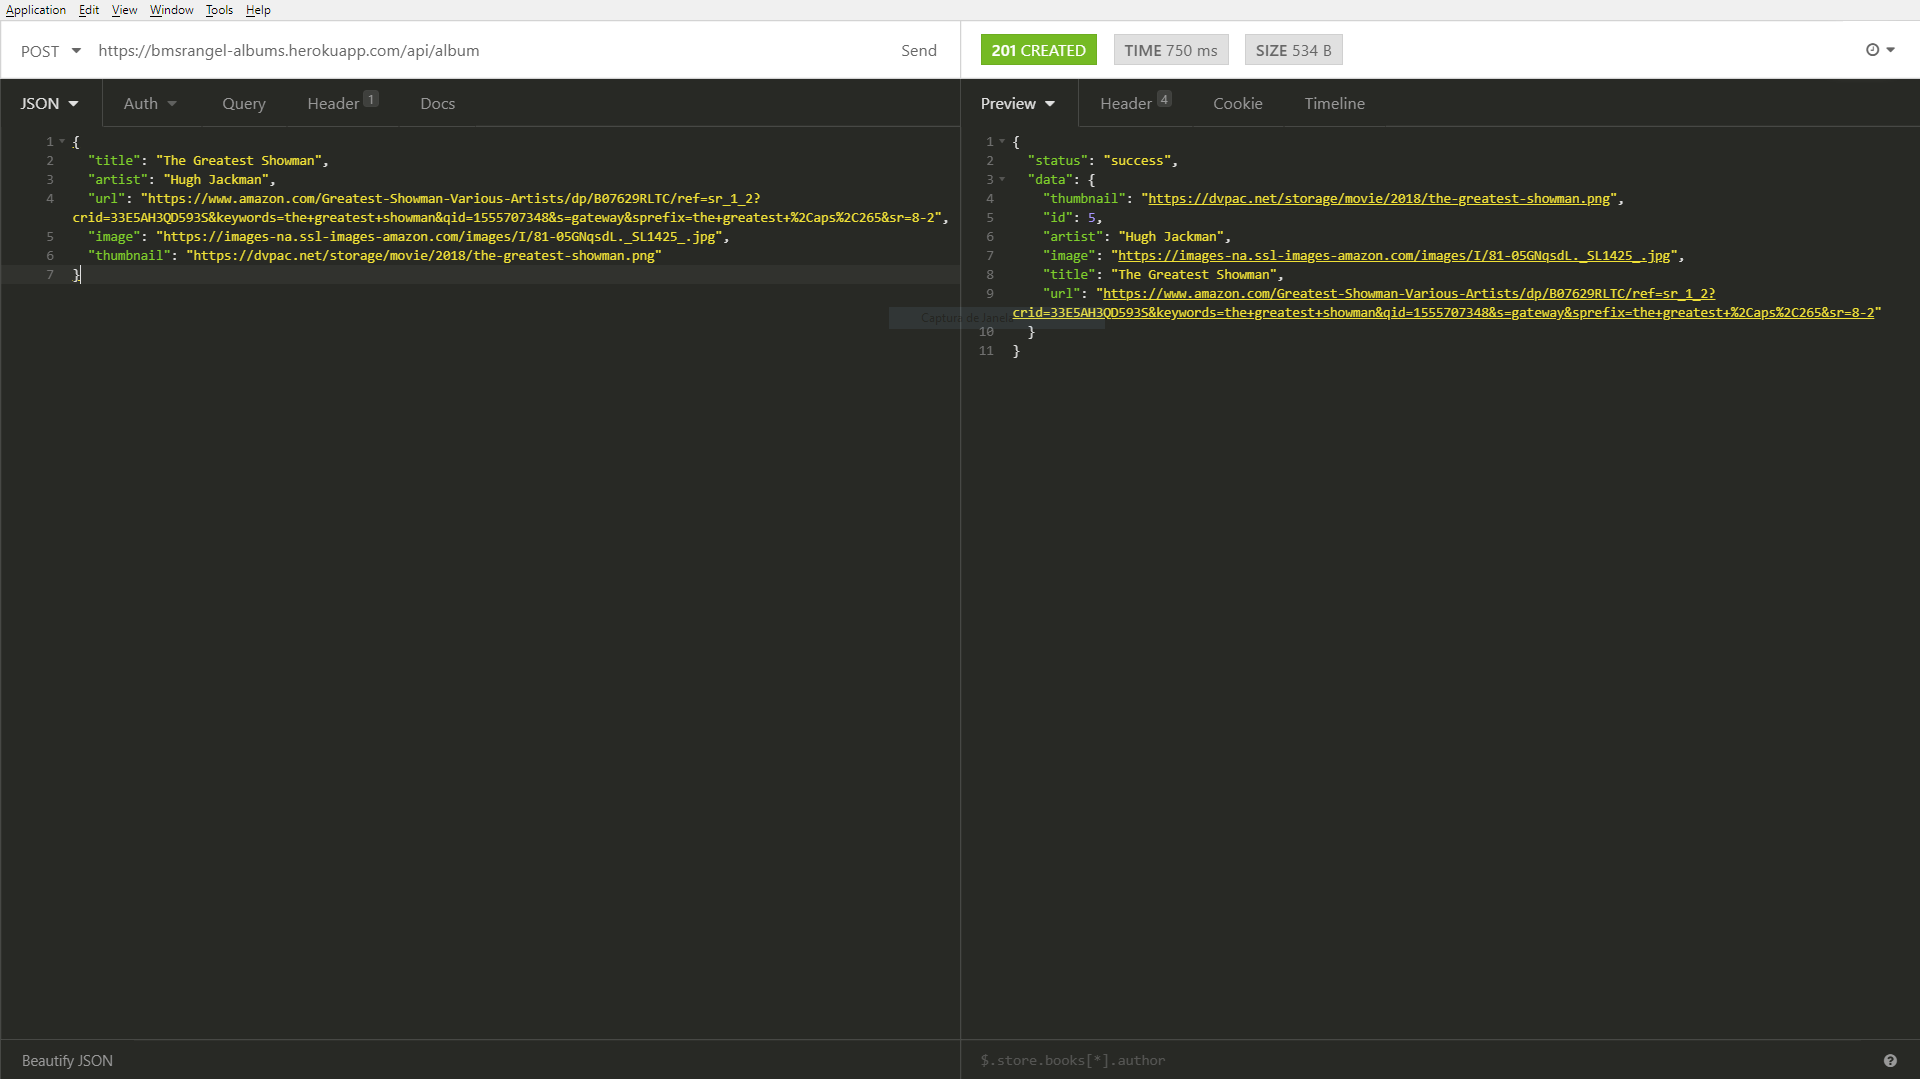 Application Edit View Window Tools Help
POST https://bmsrangel-albums.herokuapp.com/api/album Send
201 CREATED TIME 750 ms SIZE 534 B
JSON Auth Query Header 1 Docs
1 {
2 "title": "The Greatest Showman",
3 "artist": "Hugh Jackman",
4 "url": "https://www.amazon.com/Greatest-Showman-Various-Artists/dp/B07629RLTC/ref=sr_1_2?
crid=33E5AH3QD593S&keywords=the+greatest+showman&qid=1555707348&s=gateway&sprefix=the+greatest+%2Caps%2C265&sr=8-2",
5 "image": "https://images-na.ssl-images-amazon.com/images/I/81-05GNqsdL._SL1425_.jpg",
6 "thumbnail": "https://dvpac.net/storage/movie/2018/the-greatest-showman.png"
7 }
Beautify JSON
Preview Header 4 Cookie Timeline
1 {
2 "status": "success",
3 "data": {
4 "thumbnail": "https://dvpac.net/storage/movie/2018/the-greatest-showman.png",
5 "id": 5,
6 "artist": "Hugh Jackman",
7 "image": "https://images-na.ssl-images-amazon.com/images/I/81-05GNqsdL._SL1425_.jpg",
8 "title": "The Greatest Showman",
9 "url": "https://www.amazon.com/Greatest-Showman-Various-Artists/dp/B07629RLTC/ref=sr_1_2?
crid=33E5AH3QD593S&keywords=the+greatest+showman&qid=1555707348&s=gateway&sprefix=the+greatest+%2Caps%2C265&sr=8-2"
10 }
11 }
Captura de Janela
$.store.books[*].author